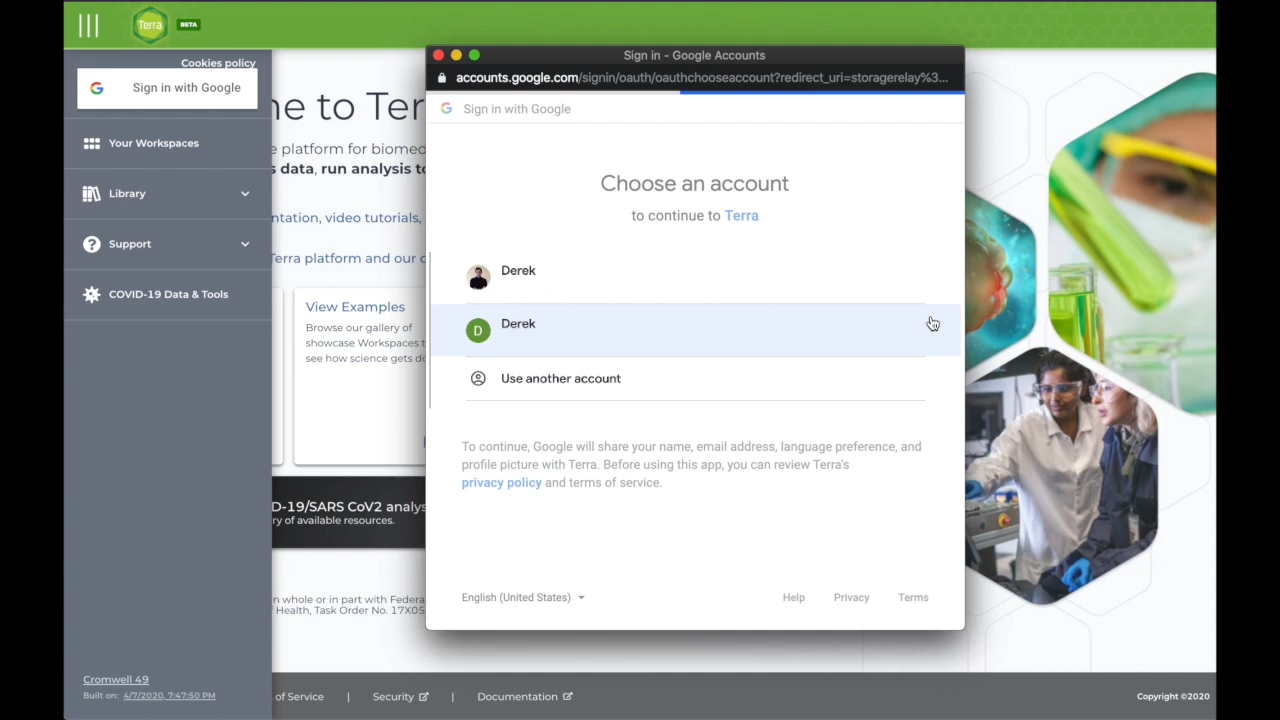 Terra
BETA
Cookies policy
Sign in with Google
Your Workspaces
Library
Support
COVID-19 Data & Tools
Cromwell 49
Built on: 4/7/2020, 7:47:50 PM
ne to Ter
e platform for biomed
s data, run analysis to
ntation, video tutorials,
Terra platform and our c
View Examples
Browse our gallery of
showcase Workspaces t
see how science gets do
D-19/SARS CoV2 analys
ry of available resources.
n whole or in part with Federa
Health, Task Order No. 17X05
of Service | Security | Documentation
Copyright ©2020
Sign in - Google Accounts
accounts.google.com/signin/oauth/oauthchooseaccount?redirect_uri=storagerelay%3...
Sign in with Google
Choose an account
to continue to Terra
Derek
D
Derek
Use another account
To continue, Google will share your name, email address, language preference, and
profile picture with Terra. Before using this app, you can review Terra's
privacy policy and terms of service.
English (United States)
Help
Privacy
Terms